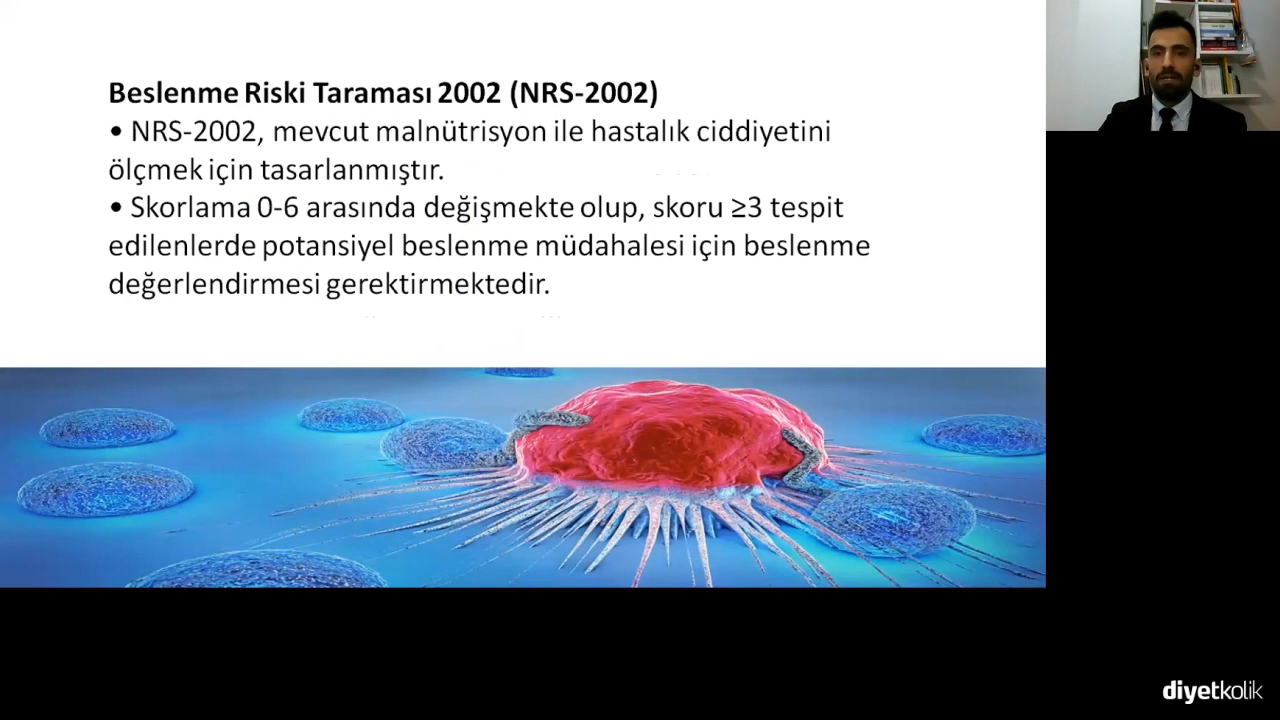 Beslenme Riski Taraması 2002 (NRS-2002)
• NRS-2002, mevcut malnütrisyon ile hastalık ciddiyetini
ölçmek için tasarlanmıştır.
• Skorlama 0-6 arasında değişmekte olup, skoru ≥3 tespit
edilenlerde potansiyel beslenme müdahalesi için beslenme
değerlendirmesi gerektirmektedir.
diyetkolik